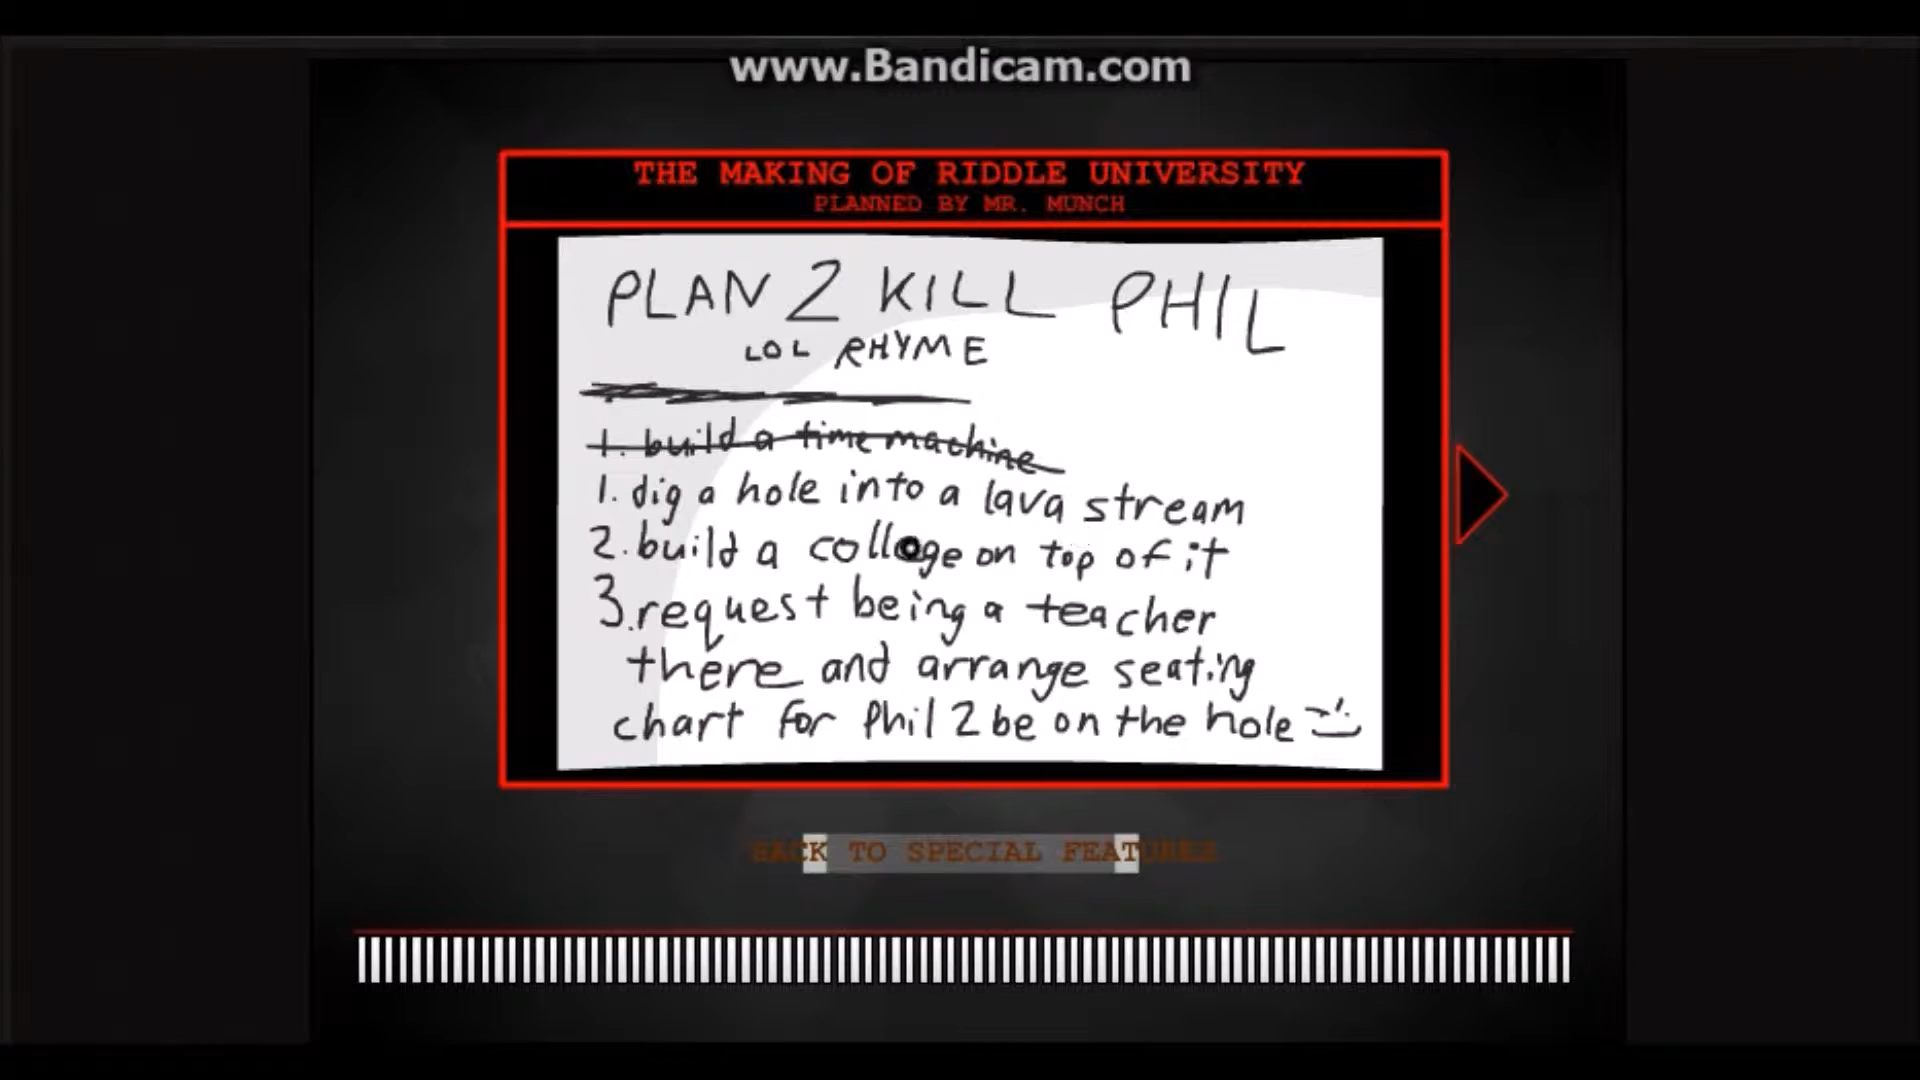 www.Bandicam.com
THE MAKING OF RIDDLE UNIVERSITY
PLANNED BY MR. MUNCH
PLAN 2 KILL PHIL
LOL RHYME
1. build a time machine
1. dig a hole into a lava stream
2. build a college on top of it
3. request being a teacher
there and arrange seating
chart for Phil 2 be on the hole
BACK TO SPECIAL FEATURES